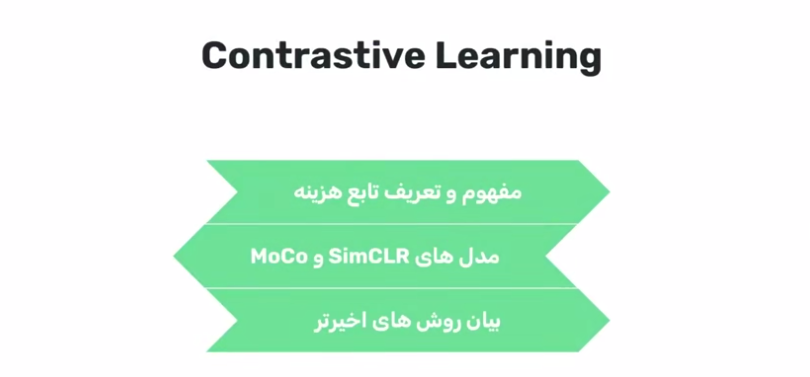 Contrastive Learning
مفهوم و تعریف تابع هزینه
مدل های SimCLR و MoCo
بیان روش های اخیرتر